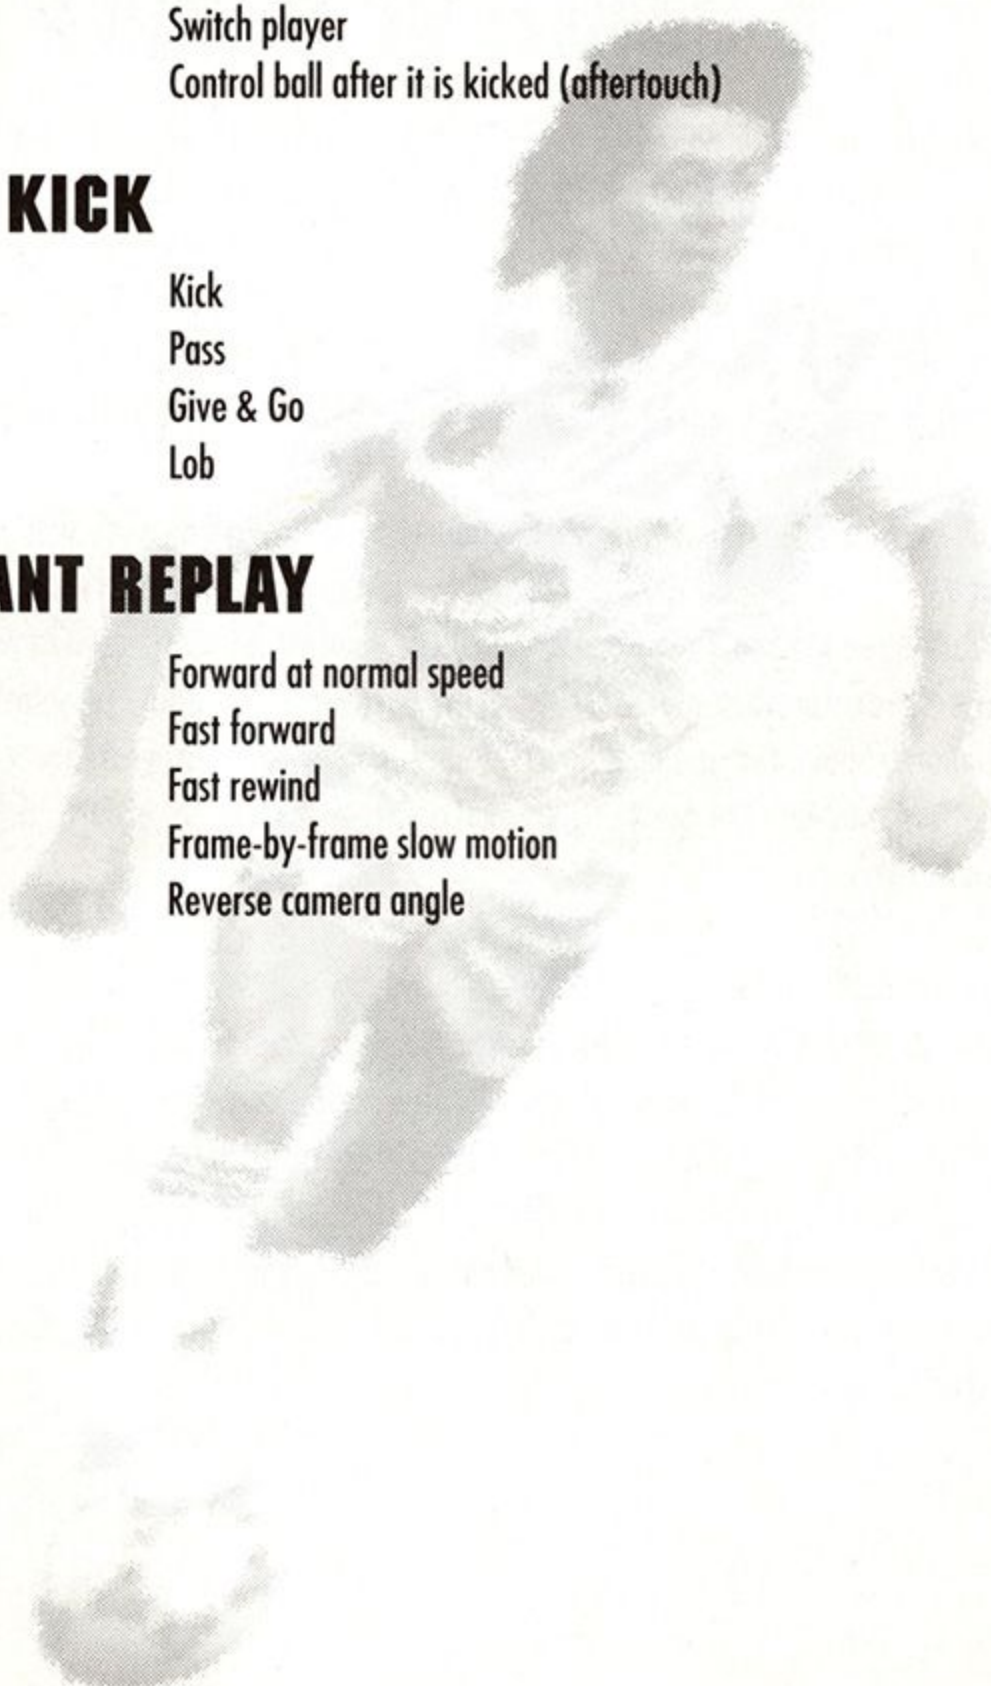 Switch player
Control ball after it is kicked (aftertouch)
KICK
Kick
Pass
Give & Go
Lob
ANT REPLAY
Forward at normal speed
Fast forward
Fast rewind
Frame-by-frame slow motion
Reverse camera angle